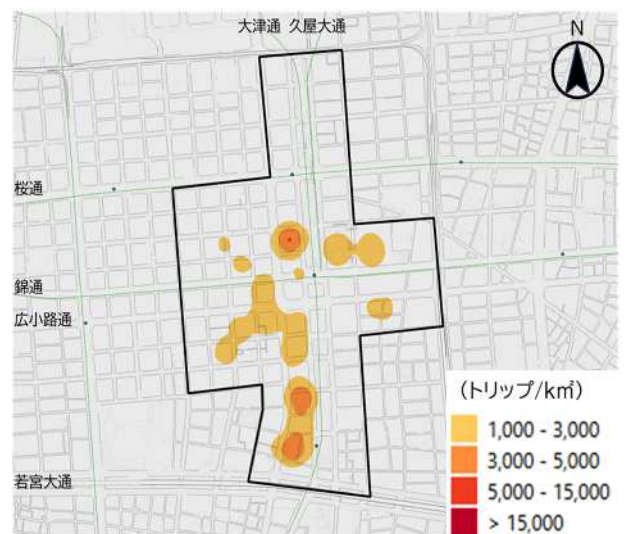 大津通 久屋大通
N
桜通
錦通
広小路通
若宮大通
(トリップ/k㎡)
1,000 - 3,000
3,000 - 5,000
5,000 - 15,000
> 15,000